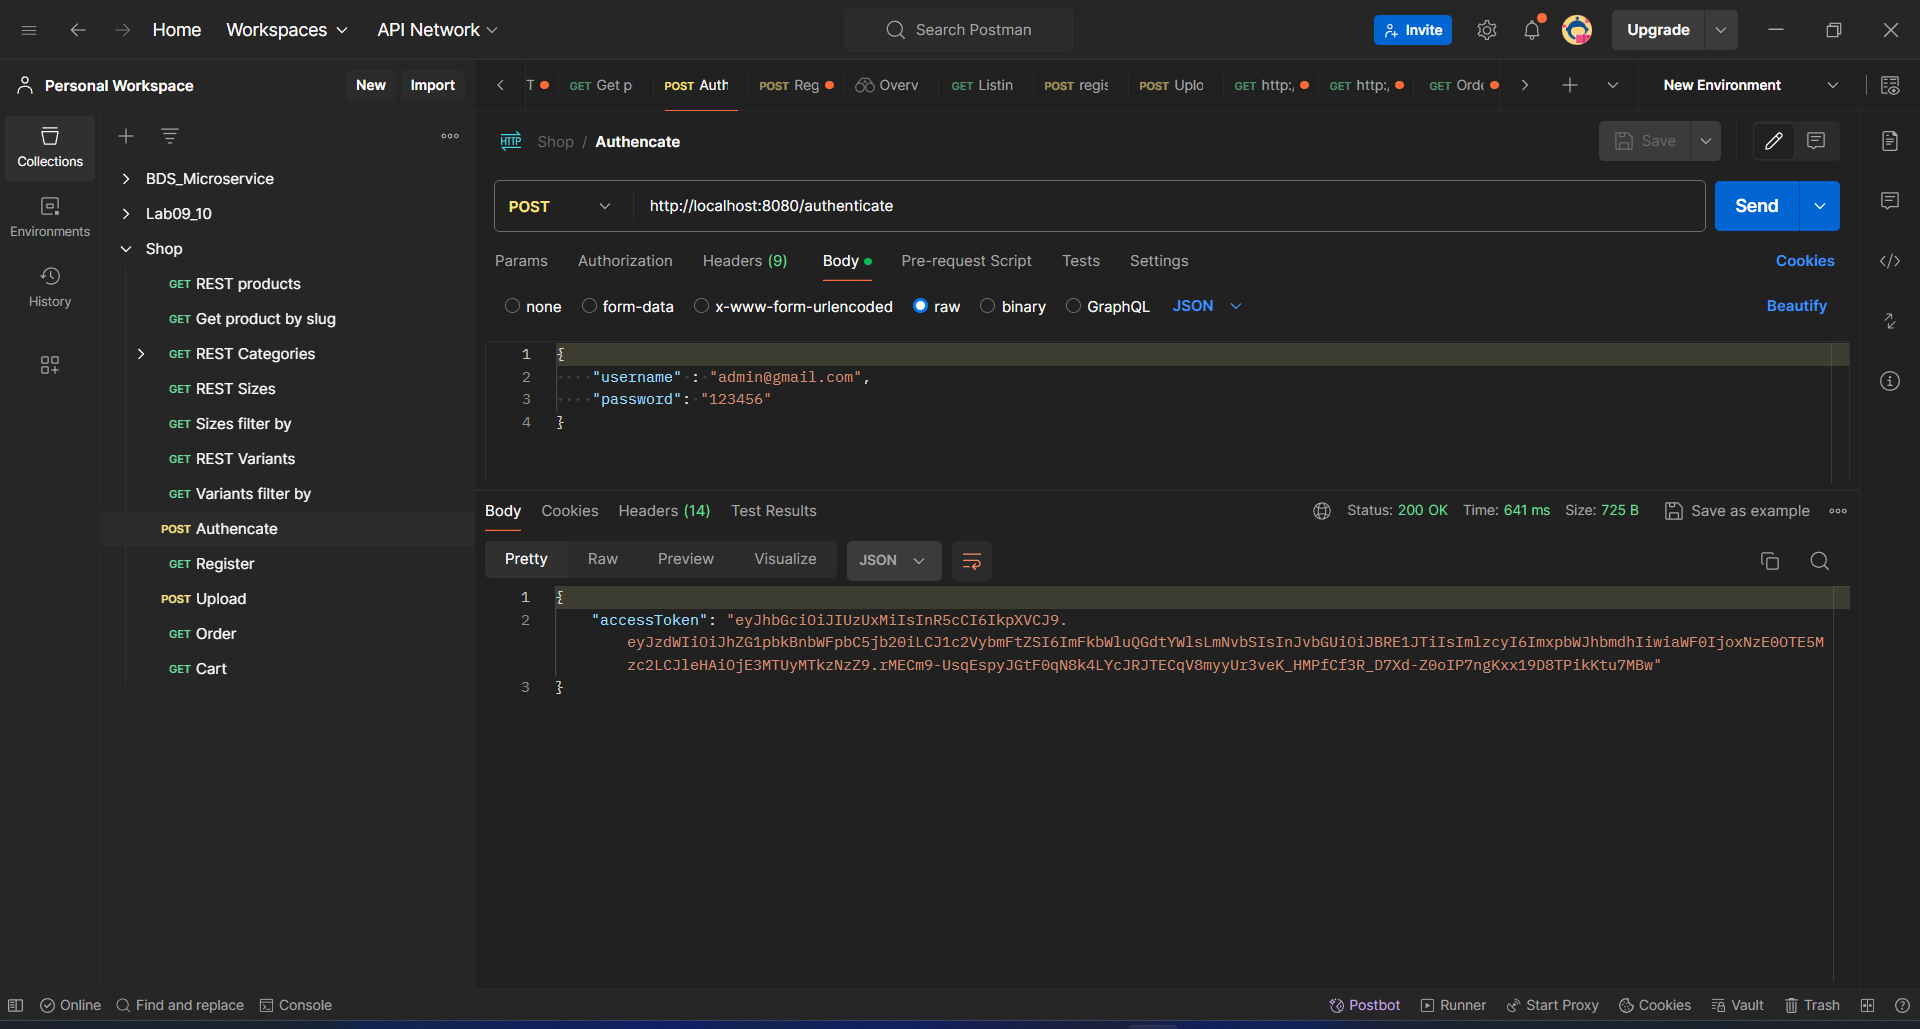 Home Workspaces API Network Search Postman Invite Upgrade
Personal Workspace New Import T GET Get p POST Auth POST Reg Overv GET Listin POST regis POST Uplo GET http:, GET http:, GET Orde New Environment
Collections
Environments
History
BDS_Microservice
Lab09_10
Shop
GET REST products
GET Get product by slug
GET REST Categories
GET REST Sizes
GET Sizes filter by
GET REST Variants
GET Variants filter by
POST Authencate
GET Register
POST Upload
GET Order
GET Cart
HTTP Shop / Authencate Save
POST http://localhost:8080/authenticate Send
Params Authorization Headers (9) Body Pre-request Script Tests Settings Cookies
none form-data x-www-form-urlencoded raw binary GraphQL JSON Beautify
1 {
2 "username" : "admin@gmail.com",
3 "password": "123456"
4 }
Body Cookies Headers (14) Test Results Status: 200 OK Time: 641 ms Size: 725 B Save as example
Pretty Raw Preview Visualize JSON
1 {
2 "accessToken": "eyJhbGciOiJIUzUxMiIsInR5cCI6IkpXVCJ9.
eyJzdWIiOiJhZG1pbkBnbWFpbC5jb20iLCJ1c2VybmFtZSI6ImFkbWluQGdtYWlsLmNvbSIsInJvbGUiOiJBRE1JTiIsImlzcyI6ImxpbWJhbmdhIiwiaWF0IjoxNzE0OTE5M
zc2LCJleHAiOjE3MTUyMTkzNzZ9.rMECm9-UsqEspyJGtF0qN8k4LYcJRJTECqV8myyUr3veK_HMPfCf3R_D7Xd-Z0oIP7ngKxx19D8TPikKtu7MBw"
3 }
Online Find and replace Console Postbot Runner Start Proxy Cookies Vault Trash